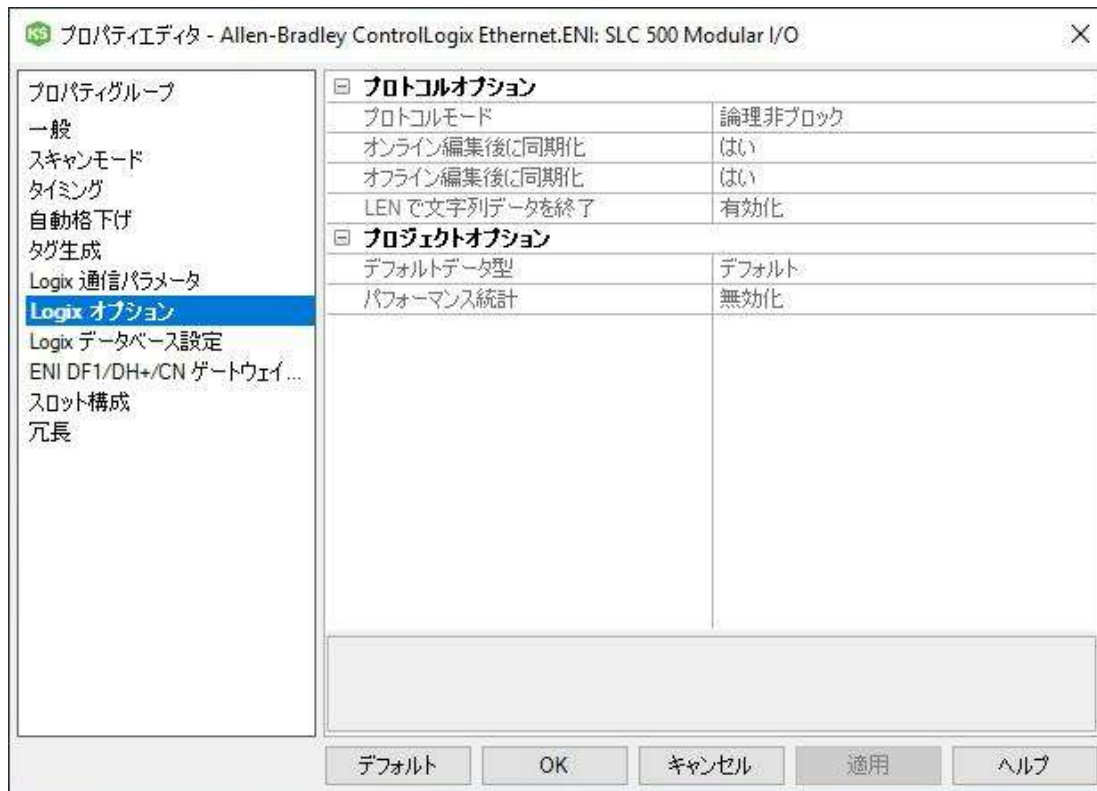 プロパティエディタ - Allen-Bradley ControlLogix Ethernet.ENI: SLC 500 Modular I/O
プロパティグループ
一般
スキャンモード
タイミング
自動格下げ
タグ生成
Logix 通信パラメータ
Logix オプション
Logix データベース設定
ENI DF1/DH+/CN ゲートウェイ...
スロット構成
冗長
プロトコルオプション
プロトコルモード 論理非ブロック
オンライン編集後に同期化 はい
オフライン編集後に同期化 はい
LEN で文字列データを終了 有効化
プロジェクトオプション
デフォルトデータ型 デフォルト
パフォーマンス統計 無効化
デフォルト OK キャンセル 適用 ヘルプ